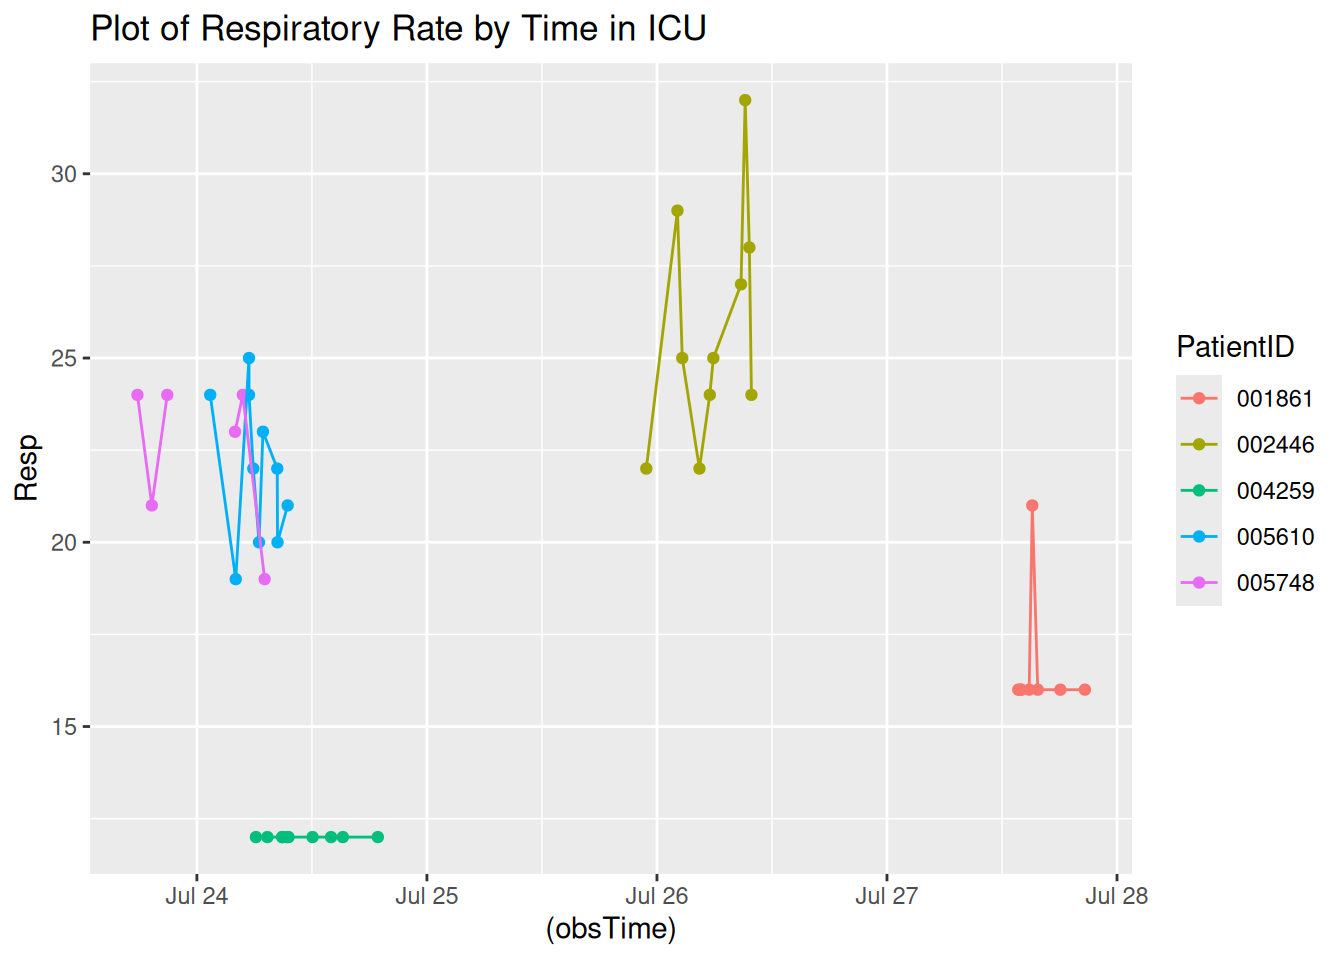 Plot of Respiratory Rate by Time in ICU
Resp
30
25
20
15
Jul 24 Jul 25 Jul 26 Jul 27 Jul 28
(obsTime)
PatientID
001861
002446
004259
005610
005748